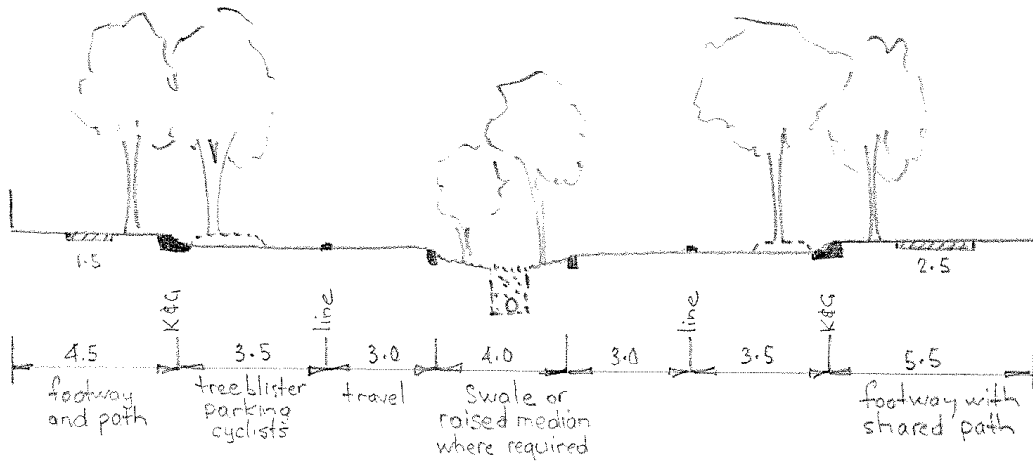 1.5
2.5
K&G
line
line
K&G
4.5
3.5
3.0
4.0
3.0
3.5
5.5
footway
and path
tree blister
parking
cyclists
travel
Swale or
raised median
where required
footway with
shared path